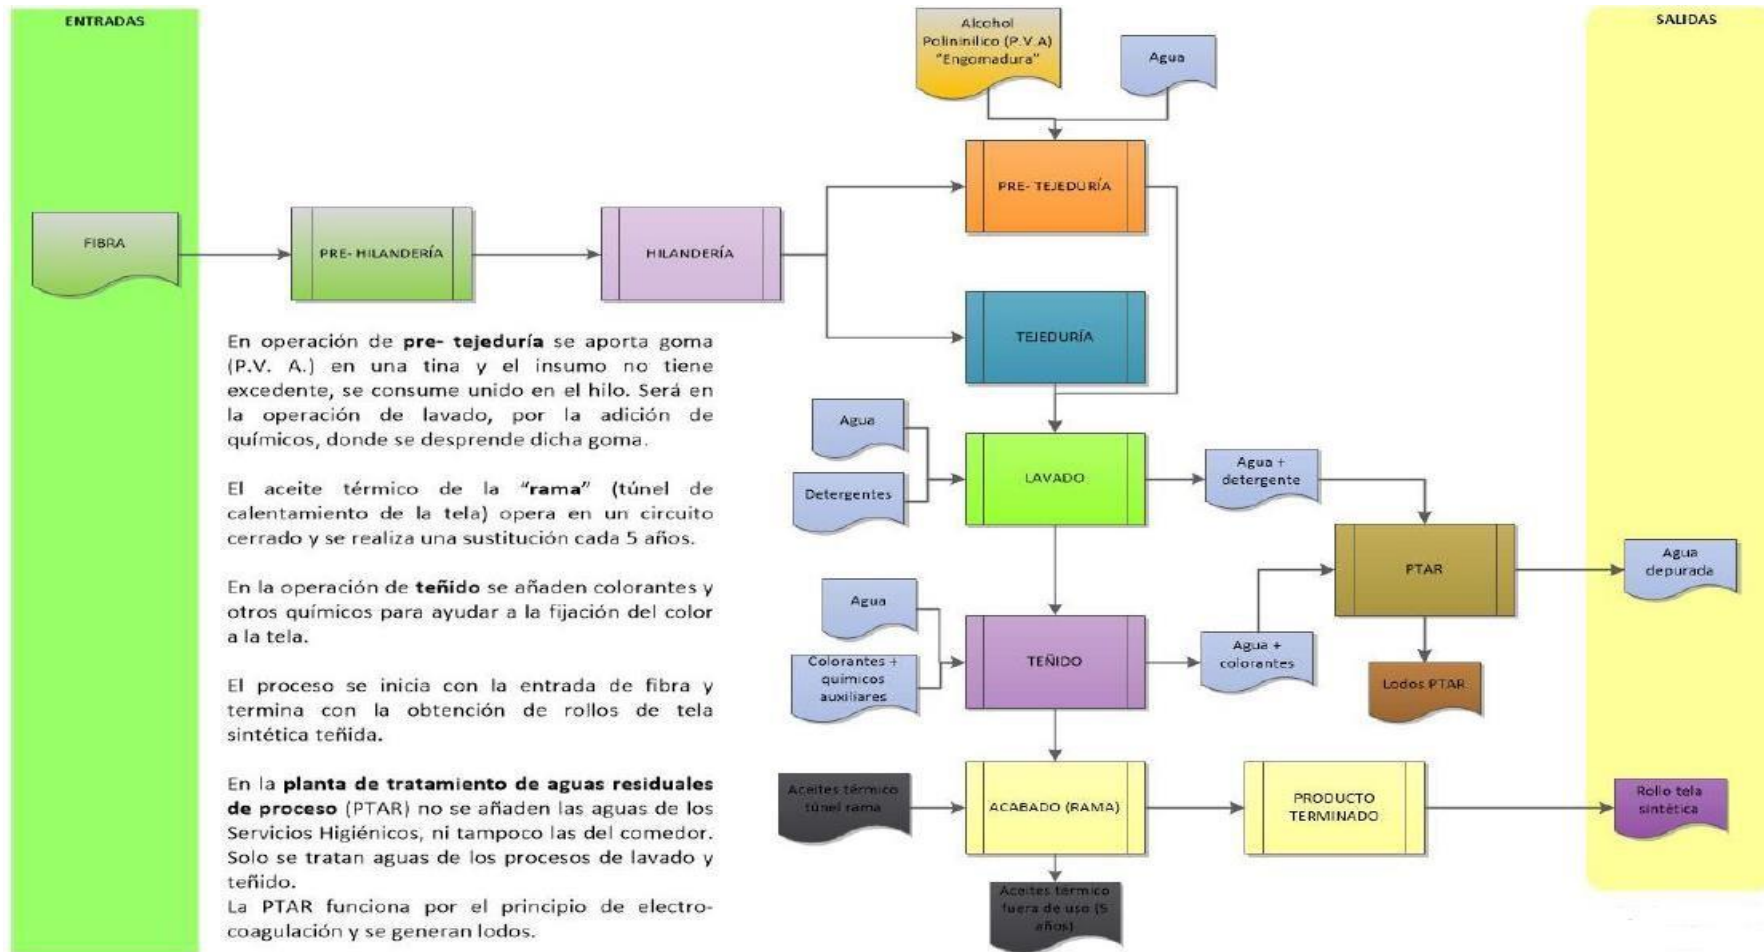 ENTRADAS
SALIDAS
Alcohol
Polininilico (P.V.A)
"Engomadura"
Agua
PRE- TEJEDURÍA
FIBRA
PRE- HILANDERÍA
HILANDERÍA
TEJEDURÍA
En operación de pre- tejeduría se aporta goma
(P.V. A.) en una tina y el insumo no tiene
excedente, se consume unido en el hilo. Será en
la operación de lavado, por la adición de
químicos, donde se desprende dicha goma.
El aceite térmico de la "rama" (túnel de
calentamiento de la tela) opera en un circuito
cerrado y se realiza una sustitución cada 5 años.
En la operación de teñido se añaden colorantes y
otros químicos para ayudar a la fijación del color
a la tela.
El proceso se inicia con la entrada de fibra y
termina con la obtención de rollos de tela
sintética teñida.
En la planta de tratamiento de aguas residuales
de proceso (PTAR) no se añaden las aguas de los
Servicios Higiénicos, ni tampoco las del comedor.
Solo se tratan aguas de los procesos de lavado y
teñido.
La PTAR funciona por el principio de electro-
coagulación y se generan lodos.
Agua
Detergentes
LAVADO
Agua +
detergente
PTAR
Agua
depurada
Agua
Colorantes +
químicos
auxiliares
TEÑIDO
Agua +
colorantes
Lodos PTAR
Aceites térmico
túnel rama
ACABADO (RAMA)
PRODUCTO
TERMINADO
Rollo tela
sintética
Aceites térmico
fuera de uso (5
años)